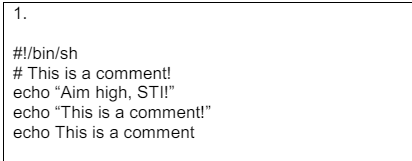 1.
#!/bin/sh
# This is a comment!
echo “Aim high, STI!”
echo “This is a comment!”
echo This is a comment